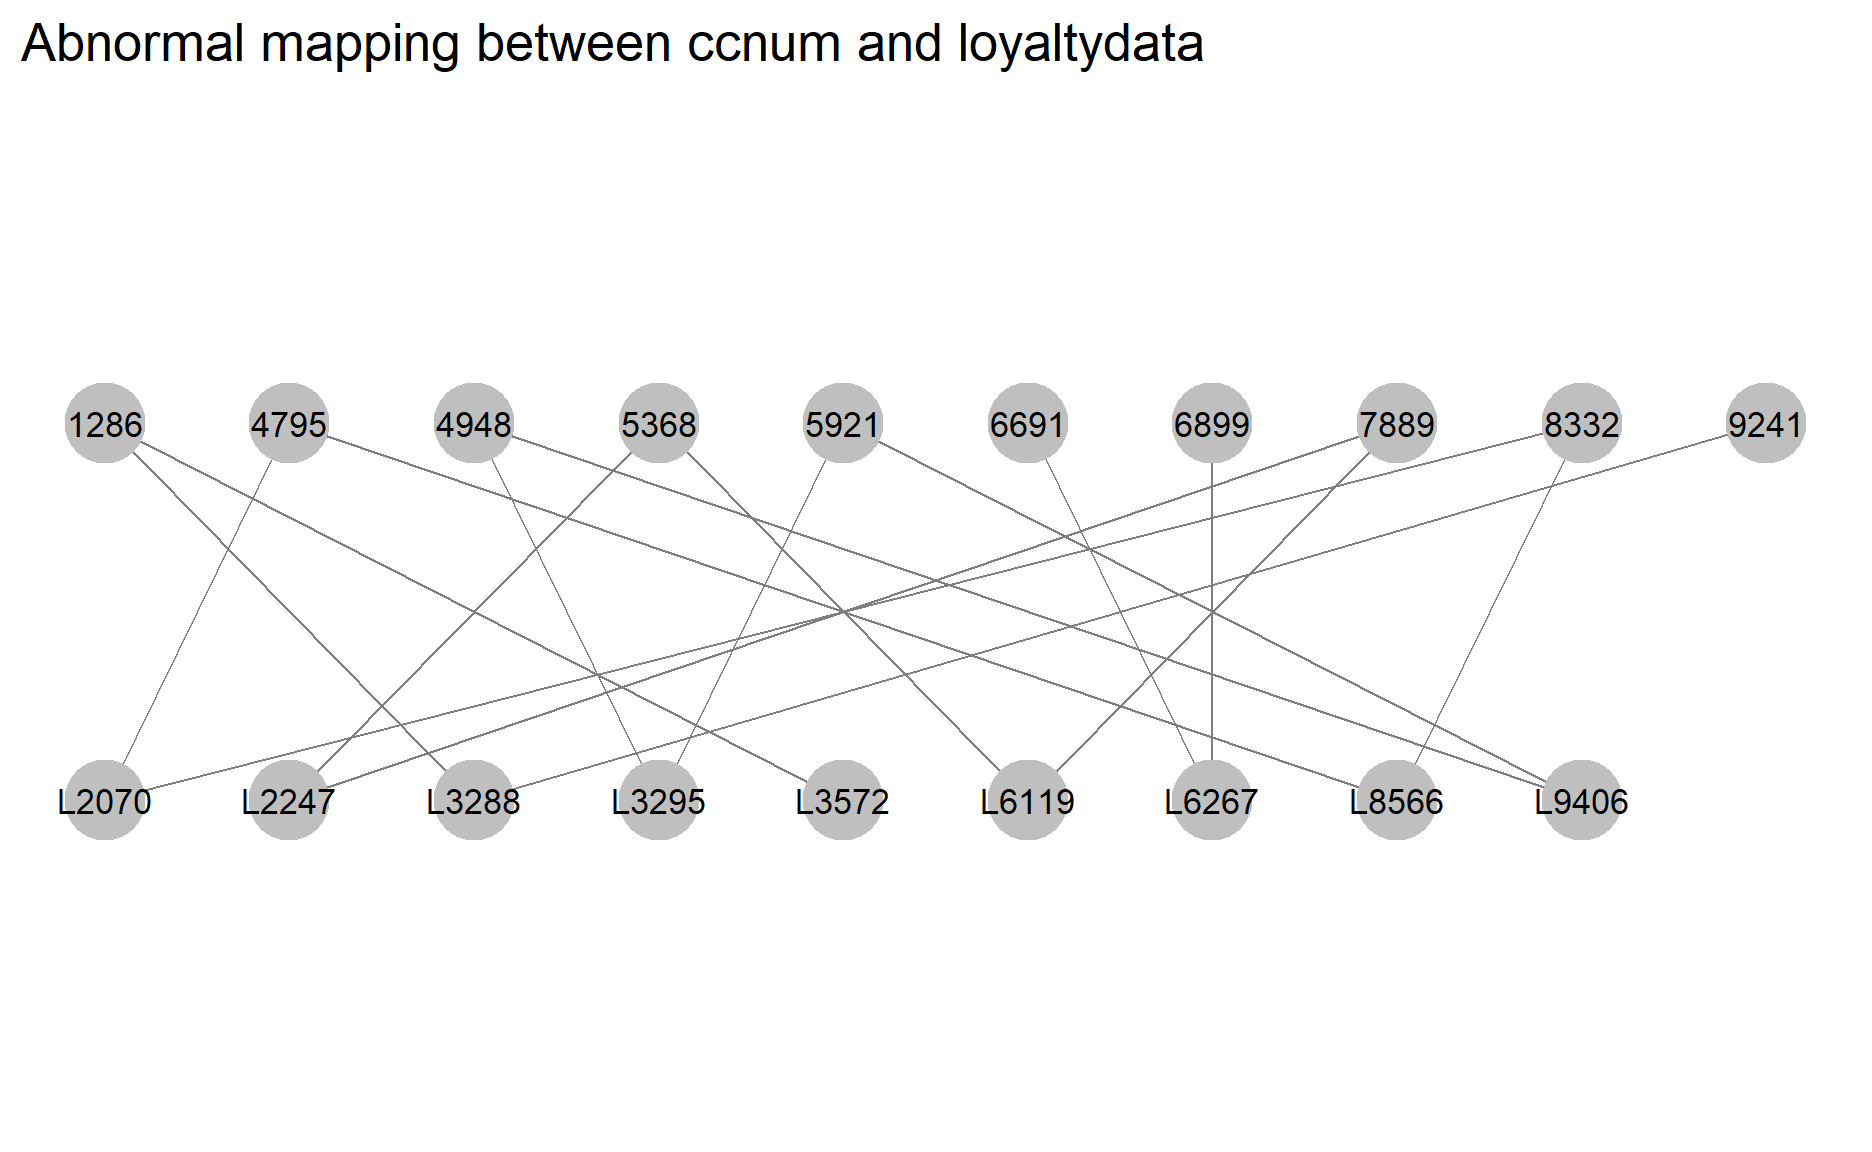 Abnormal mapping between ccnum and loyaltydata
1286 4795 4948 5368 5921 6691 6899 7889 8332 9241
L2070 L2247 L3288 L3295 L3572 L6119 L6267 L8566 L9406